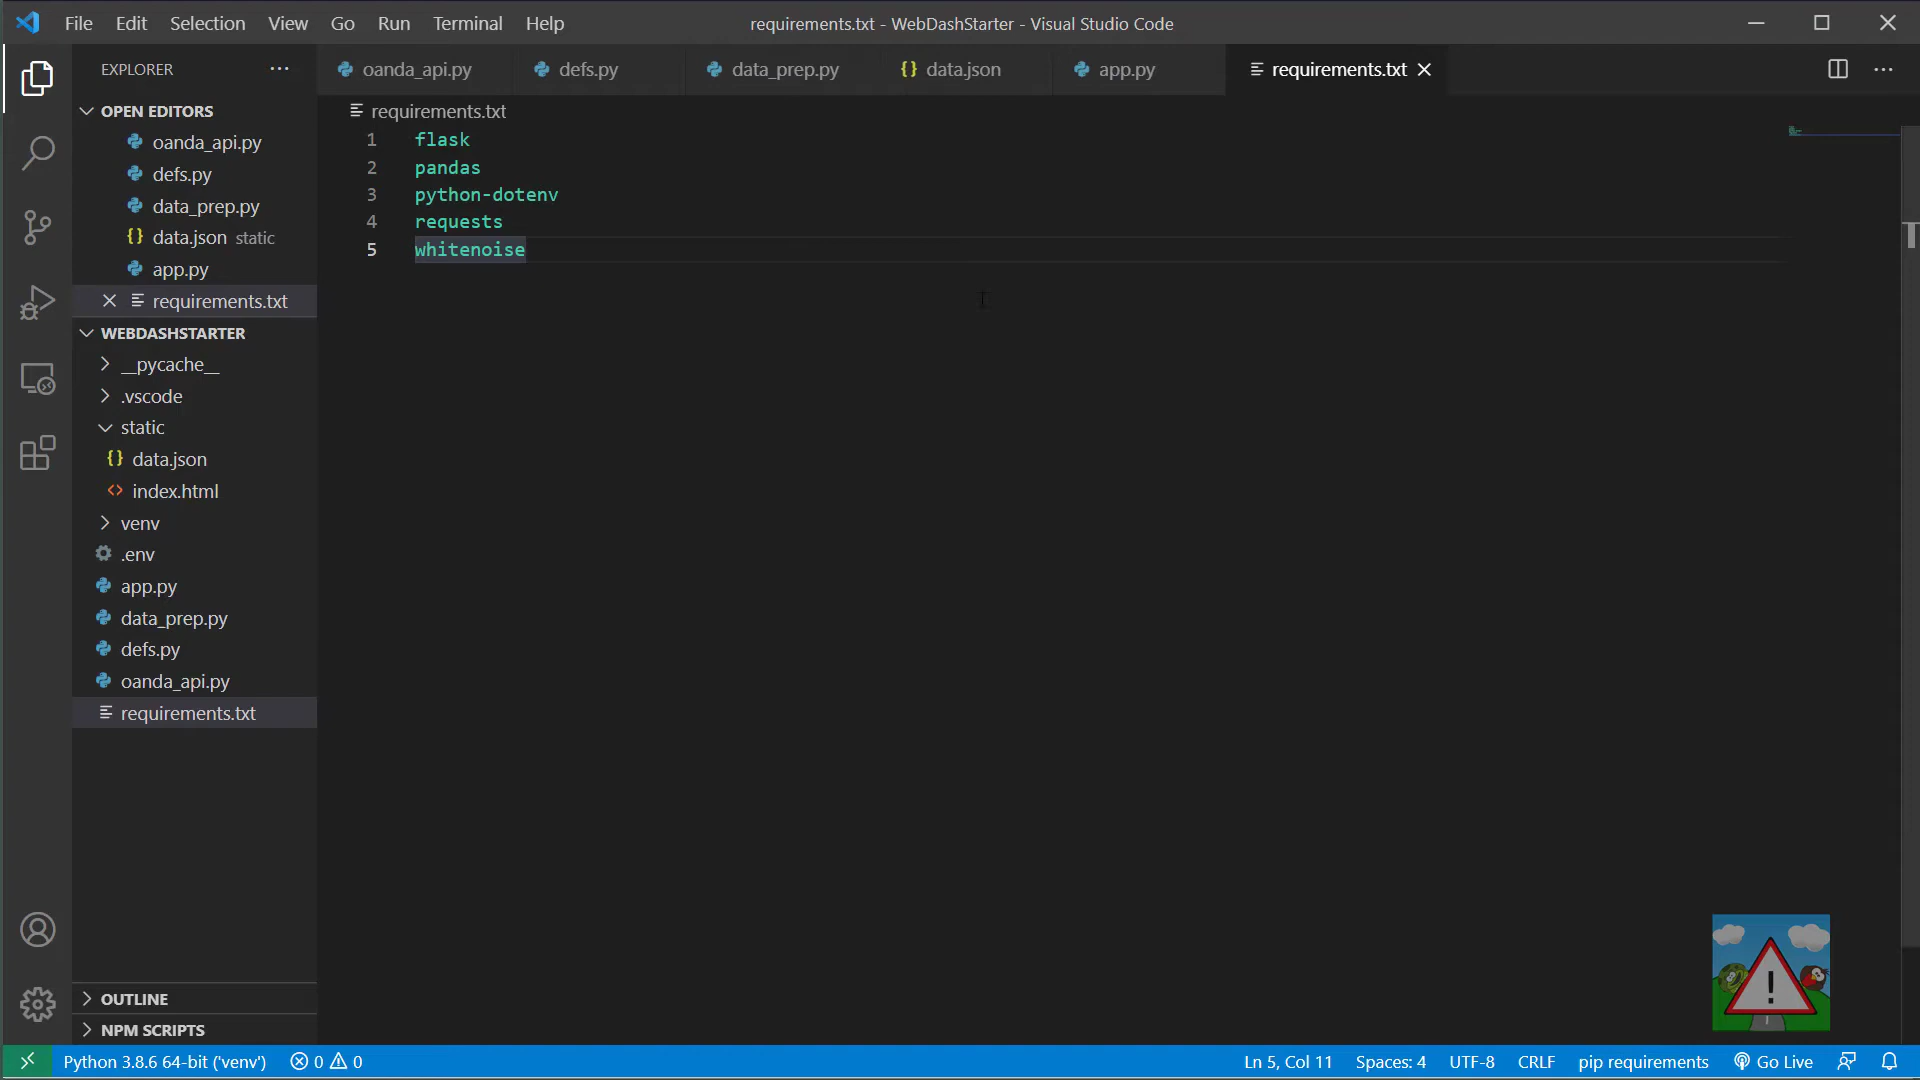 File Edit Selection View Go Run Terminal Help
requirements.txt - WebDashStarter - Visual Studio Code
EXPLORER
oanda_api.py defs.py data_prep.py data.json app.py requirements.txt
OPEN EDITORS
oanda_api.py
defs.py
data_prep.py
data.json static
app.py
requirements.txt
WEBDASHSTARTER
__pycache__
.vscode
static
data.json
index.html
venv
.env
app.py
data_prep.py
defs.py
oanda_api.py
requirements.txt
OUTLINE
NPM SCRIPTS
requirements.txt
1 flask
2 pandas
3 python-dotenv
4 requests
5 whitenoise
Python 3.8.6 64-bit ('venv') 0 0 Ln 5, Col 11 Spaces: 4 UTF-8 CRLF pip requirements Go Live